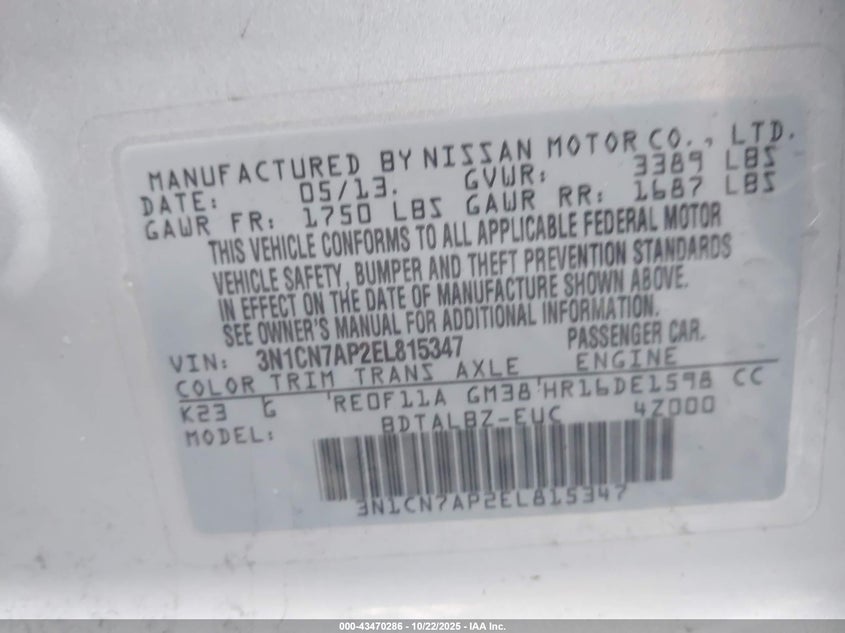 MANUFACTURED BY NISSAN MOTOR CO., LTD.
DATE: 05/13. GVWR: 3389 LBS
GAWR FR: 1750 LBS GAWR RR: 1687 LBS
THIS VEHICLE CONFORMS TO ALL APPLICABLE FEDERAL MOTOR
VEHICLE SAFETY, BUMPER AND THEFT PREVENTION STANDARDS
IN EFFECT ON THE DATE OF MANUFACTURE SHOWN ABOVE.
SEE OWNER'S MANUAL FOR ADDITIONAL INFORMATION.
VIN: 3N1CN7AP2EL815347 PASSENGER CAR.
COLOR TRIM TRANS AXLE ENGINE
K23 G 'RE0F11A GM38'HR16DE1598 CC
MODEL: BDTALBZ-EUC 4Z000
3N1CN7AP2EL815347
000-43470286 - 10/22/2025 - IAA Inc.